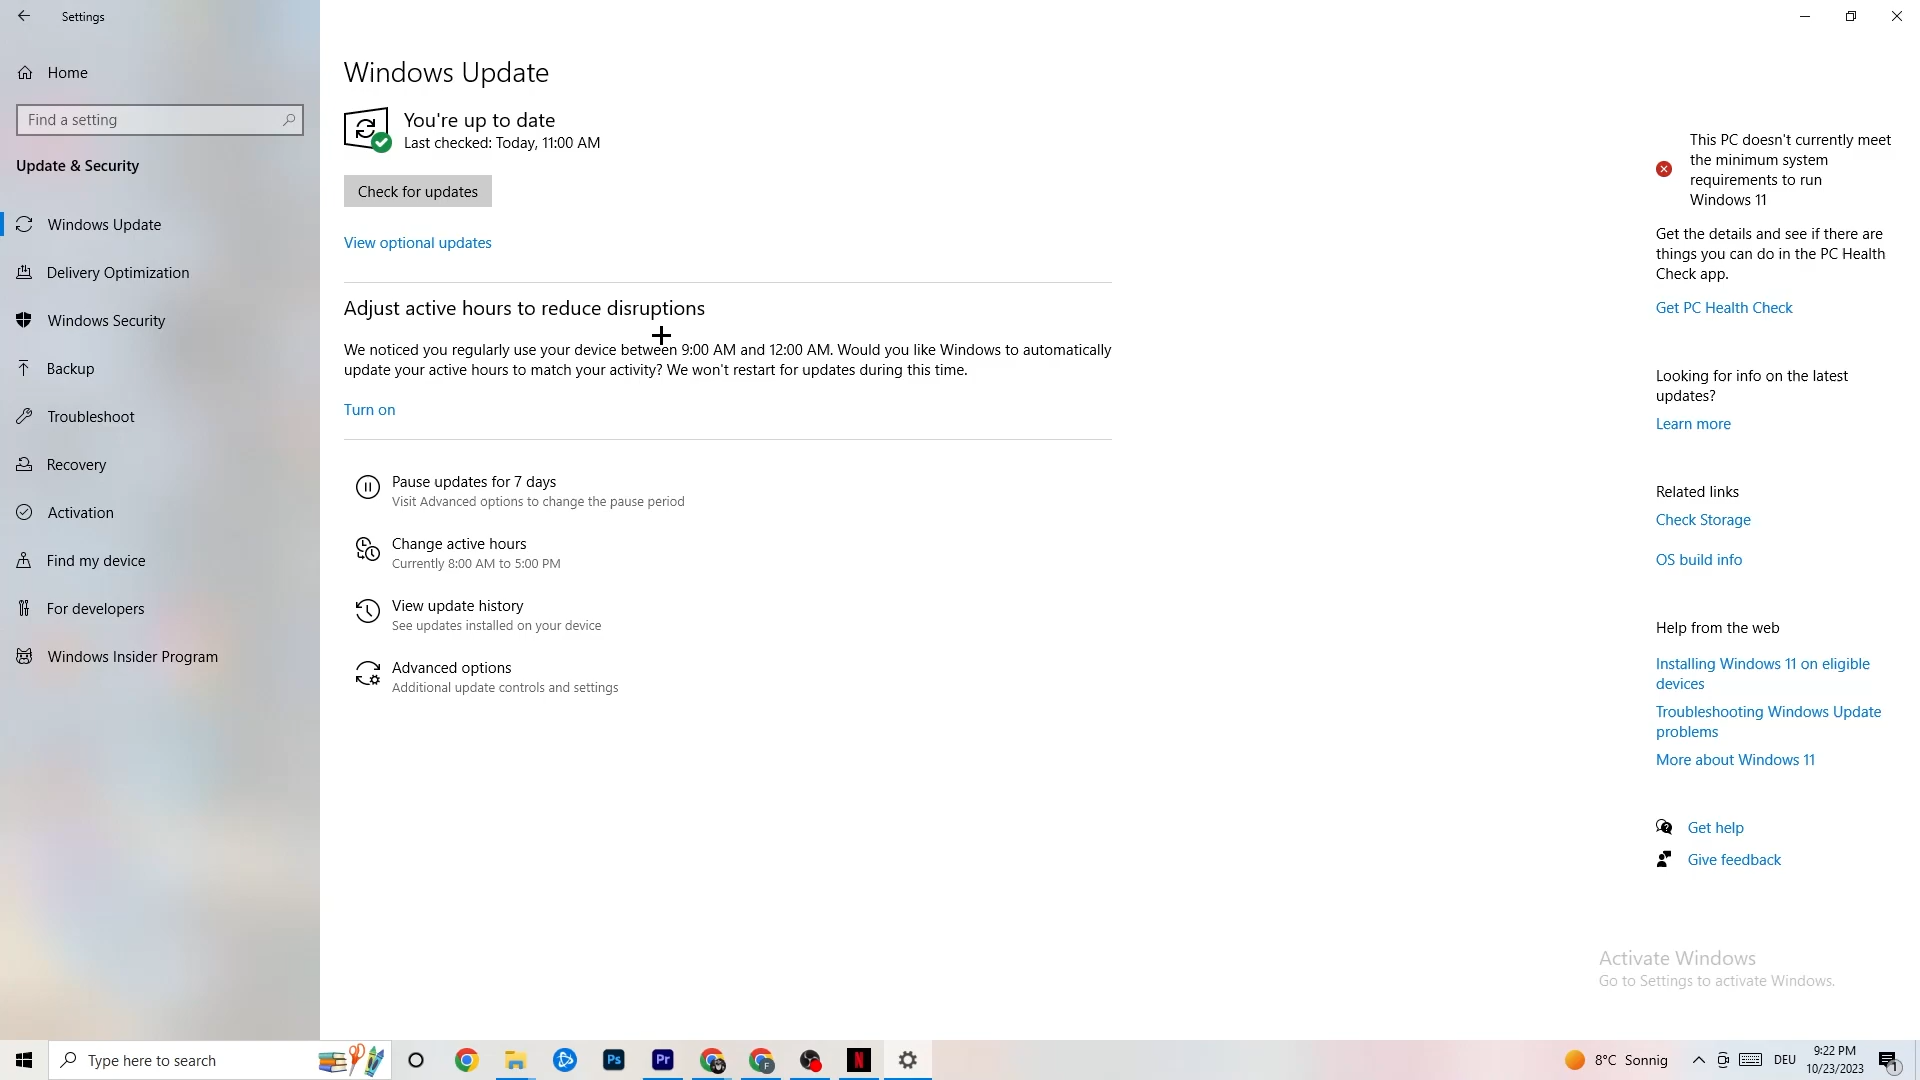 Settings
Home
Find a setting
Update & Security
Windows Update
Delivery Optimization
Windows Security
Backup
Troubleshoot
Recovery
Activation
Find my device
For developers
Windows Insider Program
Windows Update
You're up to date
Last checked: Today, 11:00 AM
Check for updates
View optional updates
Adjust active hours to reduce disruptions
We noticed you regularly use your device between 9:00 AM and 12:00 AM. Would you like Windows to automatically
update your active hours to match your activity? We won't restart for updates during this time.
Turn on
Pause updates for 7 days
Visit Advanced options to change the pause period
Change active hours
Currently 8:00 AM to 5:00 PM
View update history
See updates installed on your device
Advanced options
Additional update controls and settings
This PC doesn't currently meet
the minimum system
requirements to run
Windows 11
Get the details and see if there are
things you can do in the PC Health
Check app.
Get PC Health Check
Looking for info on the latest
updates?
Learn more
Related links
Check Storage
OS build info
Help from the web
Installing Windows 11 on eligible
devices
Troubleshooting Windows Update
problems
More about Windows 11
Get help
Give feedback
Activate Windows
Go to Settings to activate Windows.
Type here to search
Ps
Pr
F
N
8°C Sonnig
DEU
9:22 PM
10/23/2023
1